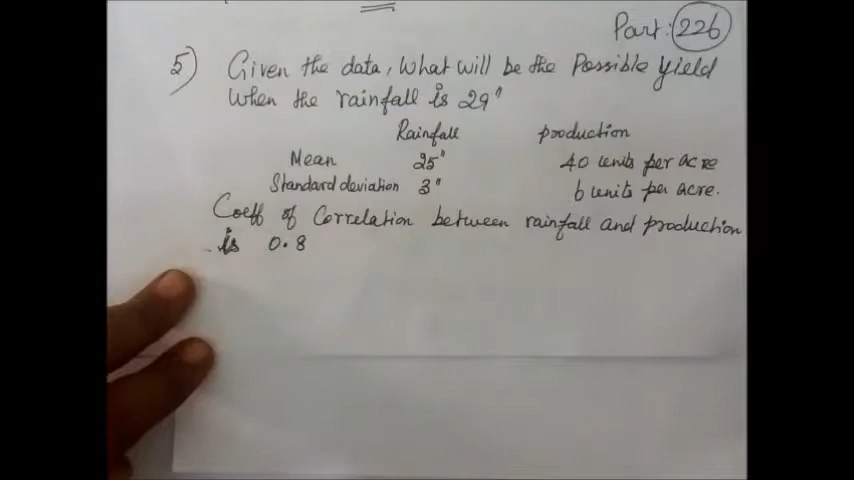 Part: 226
5) Given the data, What will be the Possible yield
When the rainfall is 29"
Rainfall production
Mean 25" 40 units per acre
Standard deviation 3" 6 units per acre.
Coeff of Correlation between rainfall and production
is 0.8